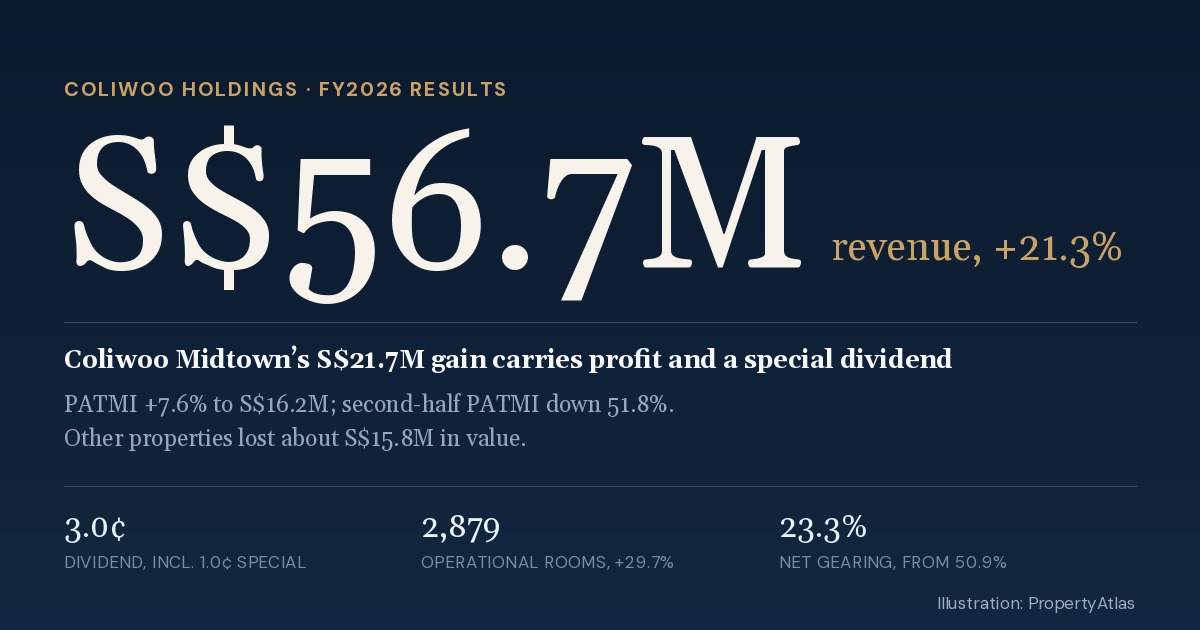 COLIWOO HOLDINGS · FY2026 RESULTS
S$56.7M revenue, +21.3%
Coliwoo Midtown’s S$21.7M gain carries profit and a special dividend
PATMI +7.6% to S$16.2M; second-half PATMI down 51.8%.
Other properties lost about S$15.8M in value.
3.0¢ 2,879 23.3%
DIVIDEND, INCL. 1.0¢ SPECIAL OPERATIONAL ROOMS, +29.7% NET GEARING, FROM 50.9%
Illustration: PropertyAtlas